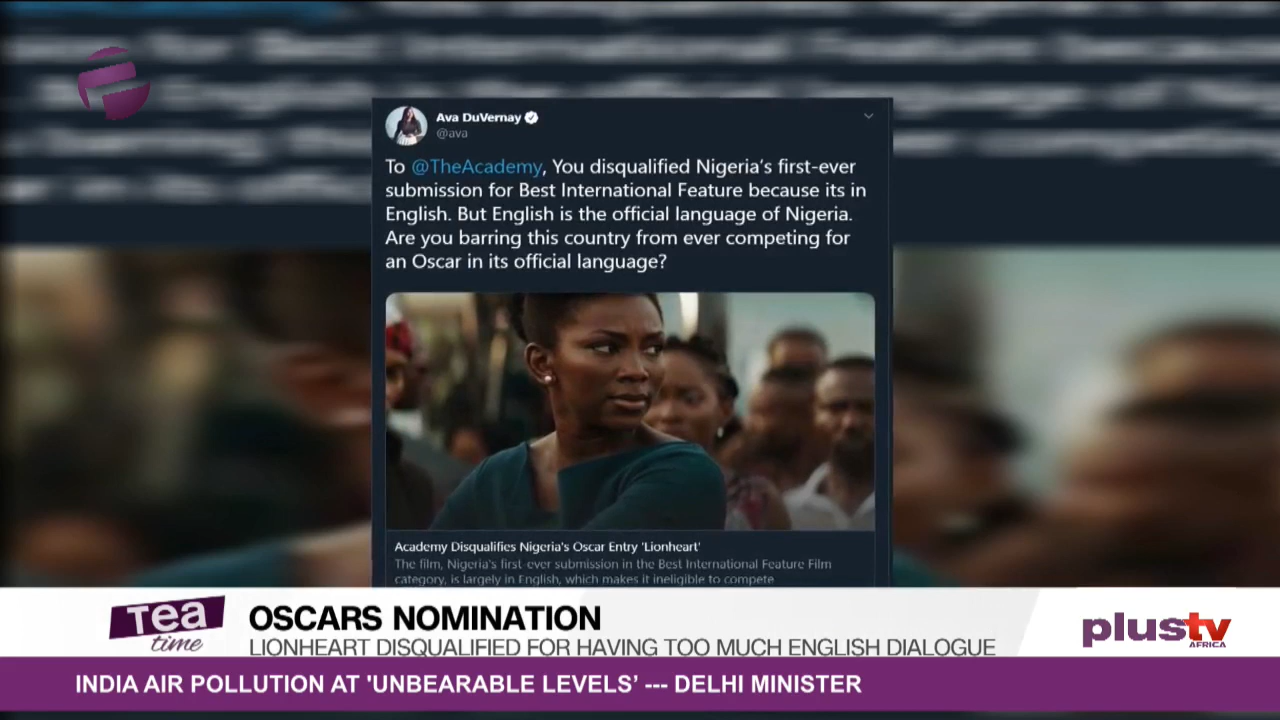 Ava DuVernay
@ava
To @TheAcademy, You disqualified Nigeria's first-ever
submission for Best International Feature because its in
English. But English is the official language of Nigeria.
Are you barring this country from ever competing for
an Oscar in its official language?
Academy Disqualifies Nigeria's Oscar Entry 'Lionheart'
The film, Nigeria's first-ever submission in the Best International Feature Film
category, is largely in English, which makes it ineligible to compete
Tea
time
OSCARS NOMINATION
LIONHEART DISQUALIFIED FOR HAVING TOO MUCH ENGLISH DIALOGUE
plustv
AFRICA
INDIA AIR POLLUTION AT 'UNBEARABLE LEVELS' --- DELHI MINISTER